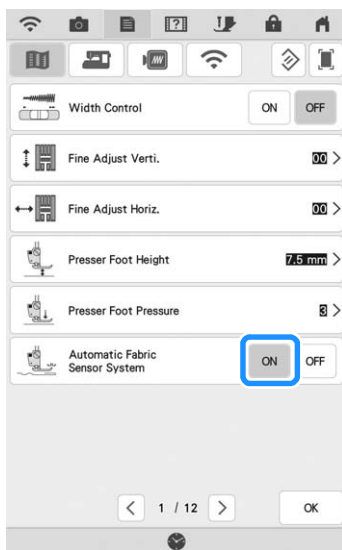 Width Control ON OFF
Fine Adjust Verti. 00 >
Fine Adjust Horiz. 00 >
Presser Foot Height 7.5 mm >
Presser Foot Pressure 3 >
Automatic Fabric
Sensor System ON OFF
< 1 / 12 > OK